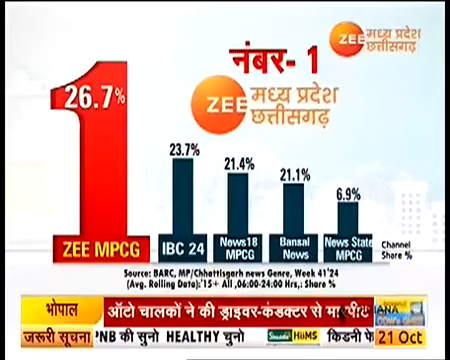 ZEE मध्य प्रदेश
छत्तीसगढ़
नंबर- 1
ZEE मध्य प्रदेश
छत्तीसगढ़
26.7%
23.7%
21.4%
21.1%
6.9%
ZEE MPCG
IBC 24
News18
MPCG
Bansal
News
News State
MPCG
Channel
Share %
Source: BARC, MP/Chhattisgarh news Genre, Week 41'24
(Avg. Rolling Data):'15+ All ,06:00-24:00 Hrs,; Share %
भोपाल
ऑटो चालकों ने की ड्राइवर-कंडक्टर से
जरूरी सूचना
'NB की चुनो HEALTHY चुनो
HiiMS
किडनी
21 Oct